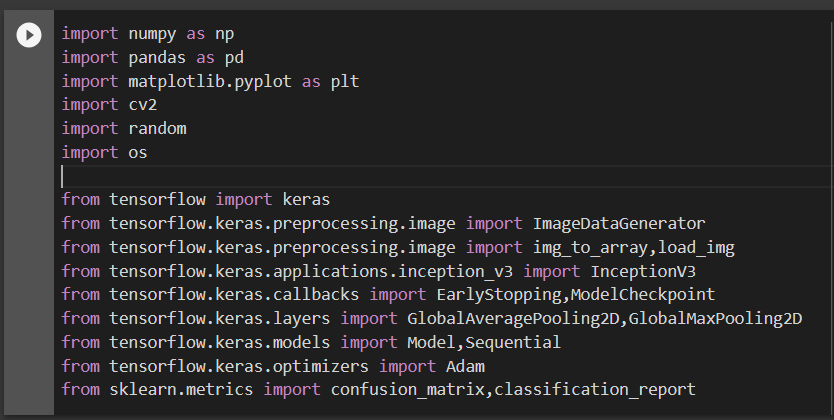 import numpy as np
import pandas as pd
import matplotlib.pyplot as plt
import cv2
import random
import os
from tensorflow import keras
from tensorflow.keras.preprocessing.image import ImageDataGenerator
from tensorflow.keras.preprocessing.image import img_to_array,load_img
from tensorflow.keras.applications.inception_v3 import InceptionV3
from tensorflow.keras.callbacks import EarlyStopping,ModelCheckpoint
from tensorflow.keras.layers import GlobalAveragePooling2D,GlobalMaxPooling2D
from tensorflow.keras.models import Model,Sequential
from tensorflow.keras.optimizers import Adam
from sklearn.metrics import confusion_matrix,classification_report